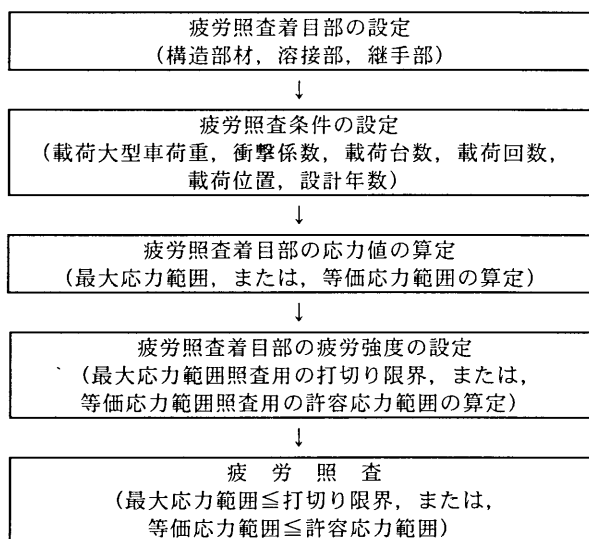 疲労照査着目部の設定
(構造部材，溶接部，継手部)
↓
疲労照査条件の設定
(載荷大型車荷重，衝撃係数，載荷台数，載荷回数，
載荷位置，設計年数)
↓
疲労照査着目部の応力値の算定
(最大応力範囲，または，等価応力範囲の算定)
↓
疲労照査着目部の疲労強度の設定
(最大応力範囲照査用の打切り限界，または，
等価応力範囲照査用の許容応力範囲の算定)
↓
疲　労　照　査
(最大応力範囲≦打切り限界，または，
等価応力範囲≦許容応力範囲)